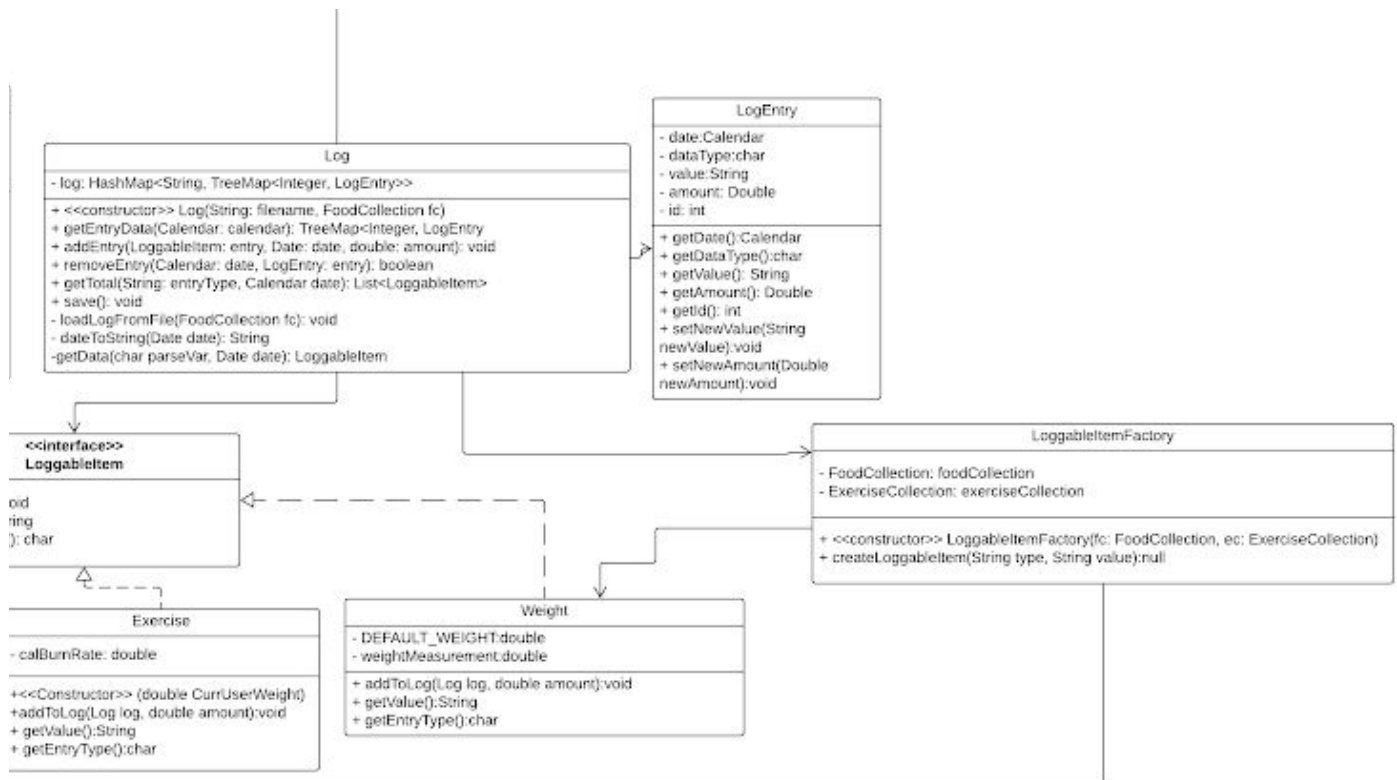 Log
- log: HashMap<String, TreeMap<Integer, LogEntry>>
+ <<constructor>> Log(String: filename, FoodCollection fc)
+ getEntryData(Calendar: calendar): TreeMap<Integer, LogEntry
+ addEntry(LoggableItem: entry, Date: date, double: amount): void
+ removeEntry(Calendar: date, LogEntry: entry): boolean
+ getTotal(String: entryType, Calendar date): List<LoggableItem>
+ save(): void
- loadLogFromFile(FoodCollection fc): void
- dateToString(Date date): String
-getData(char parseVar, Date date): LoggableItem
LogEntry
- date:Calendar
- dataType:char
- value:String
- amount: Double
- id: int
+ getDate():Calendar
+ getDataType():char
+ getValue(): String
+ getAmount(): Double
+ getId(): int
+ setNewValue(String
newValue):void
+ setNewAmount(Double
newAmount):void
<<interface>>
LoggableItem
oid
ring
): char
LoggableItemFactory
- FoodCollection: foodCollection
- ExerciseCollection: exerciseCollection
+ <<constructor>> LoggableItemFactory(fc: FoodCollection, ec: ExerciseCollection)
+ createLoggableItem(String type, String value):null
Exercise
- calBurnRate: double
+<<Constructor>> (double CurrUserWeight)
+addToLog(Log log, double amount):void
+ getValue():String
+ getEntryType():char
Weight
- DEFAULT_WEIGHT:double
- weightMeasurement:double
+ addToLog(Log log, double amount):void
+ getValue():String
+ getEntryType():char